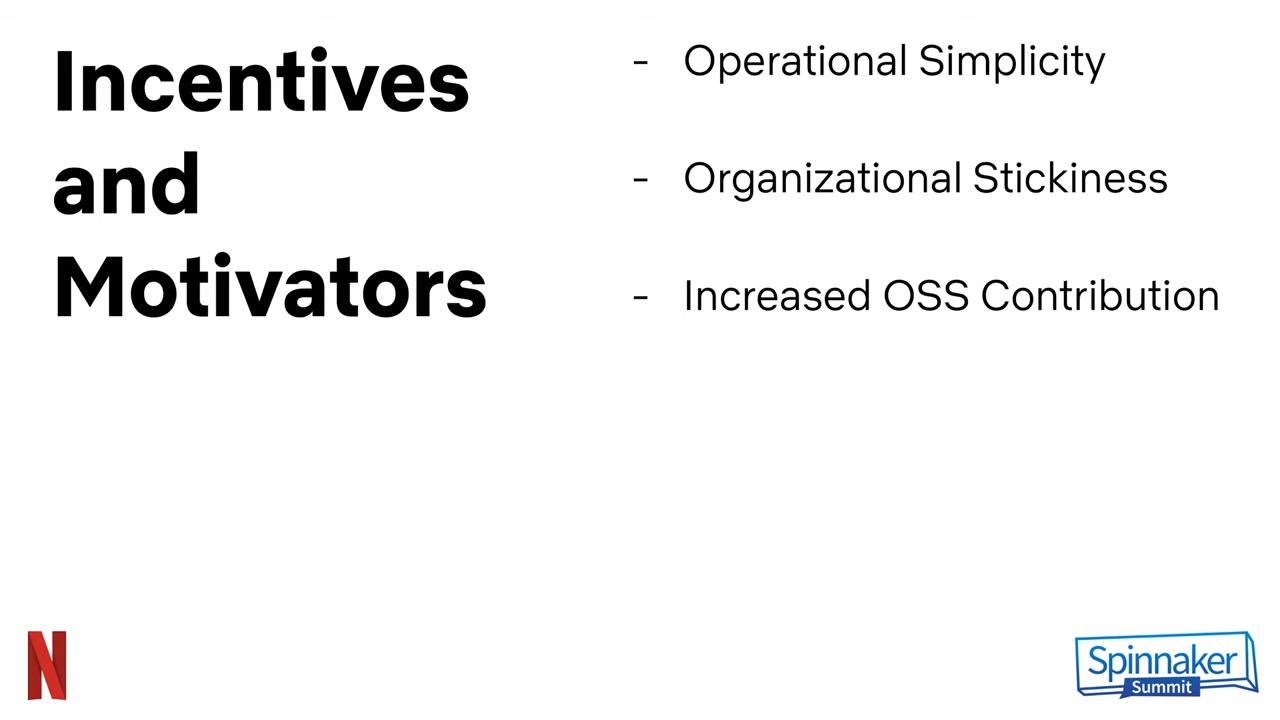 Incentives
and
Motivators
- Operational Simplicity
- Organizational Stickiness
- Increased OSS Contribution
N
Spinnaker
Summit